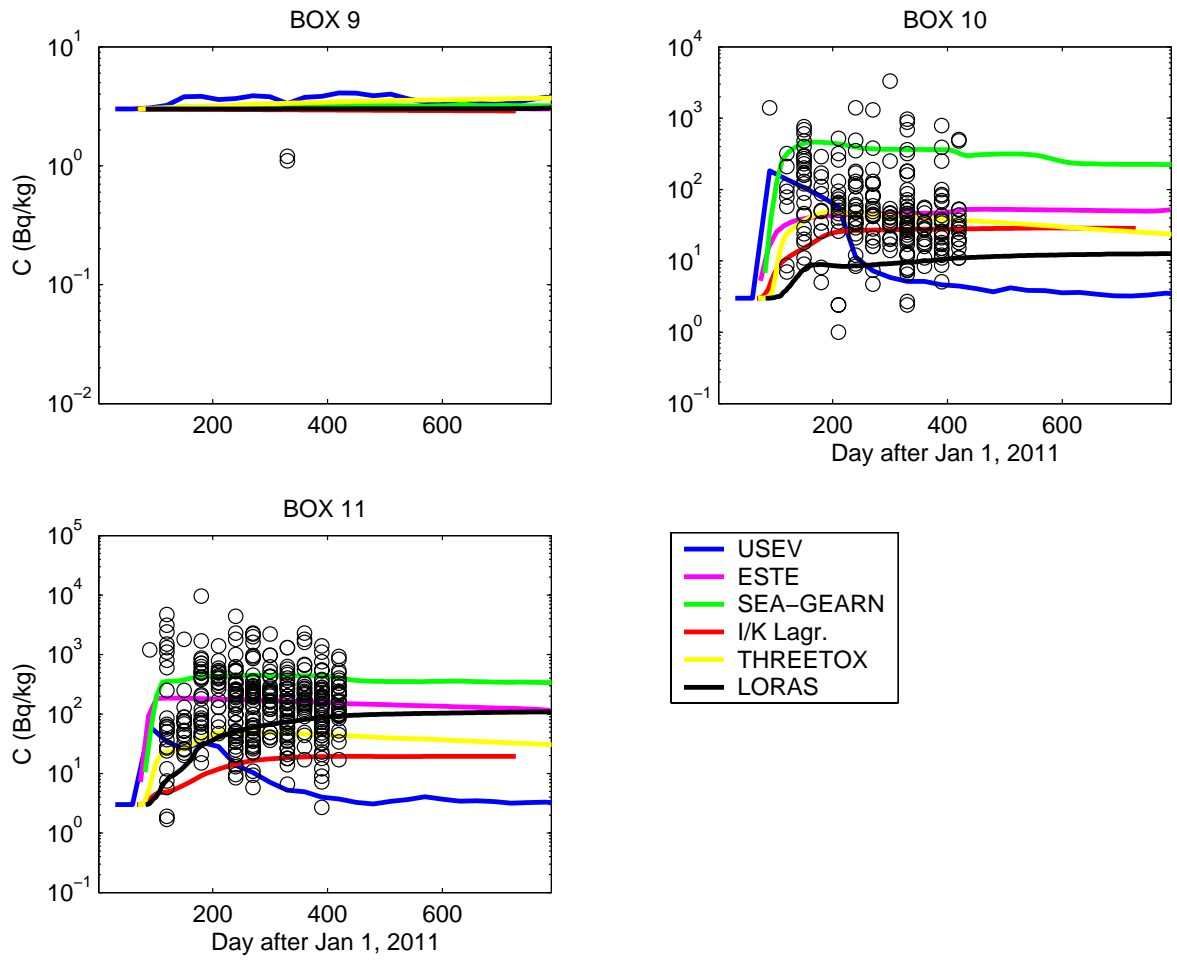 BOX 9
C (Bq/kg)
10^1
10^0
10^−1
10^−2
200 400 600
BOX 10
10^4
10^3
10^2
10^1
10^0
10^−1
200 400 600
Day after Jan 1, 2011
BOX 11
C (Bq/kg)
10^5
10^4
10^3
10^2
10^1
10^0
10^−1
200 400 600
Day after Jan 1, 2011
USEV
ESTE
SEA−GEARN
I/K Lagr.
THREETOX
LORAS